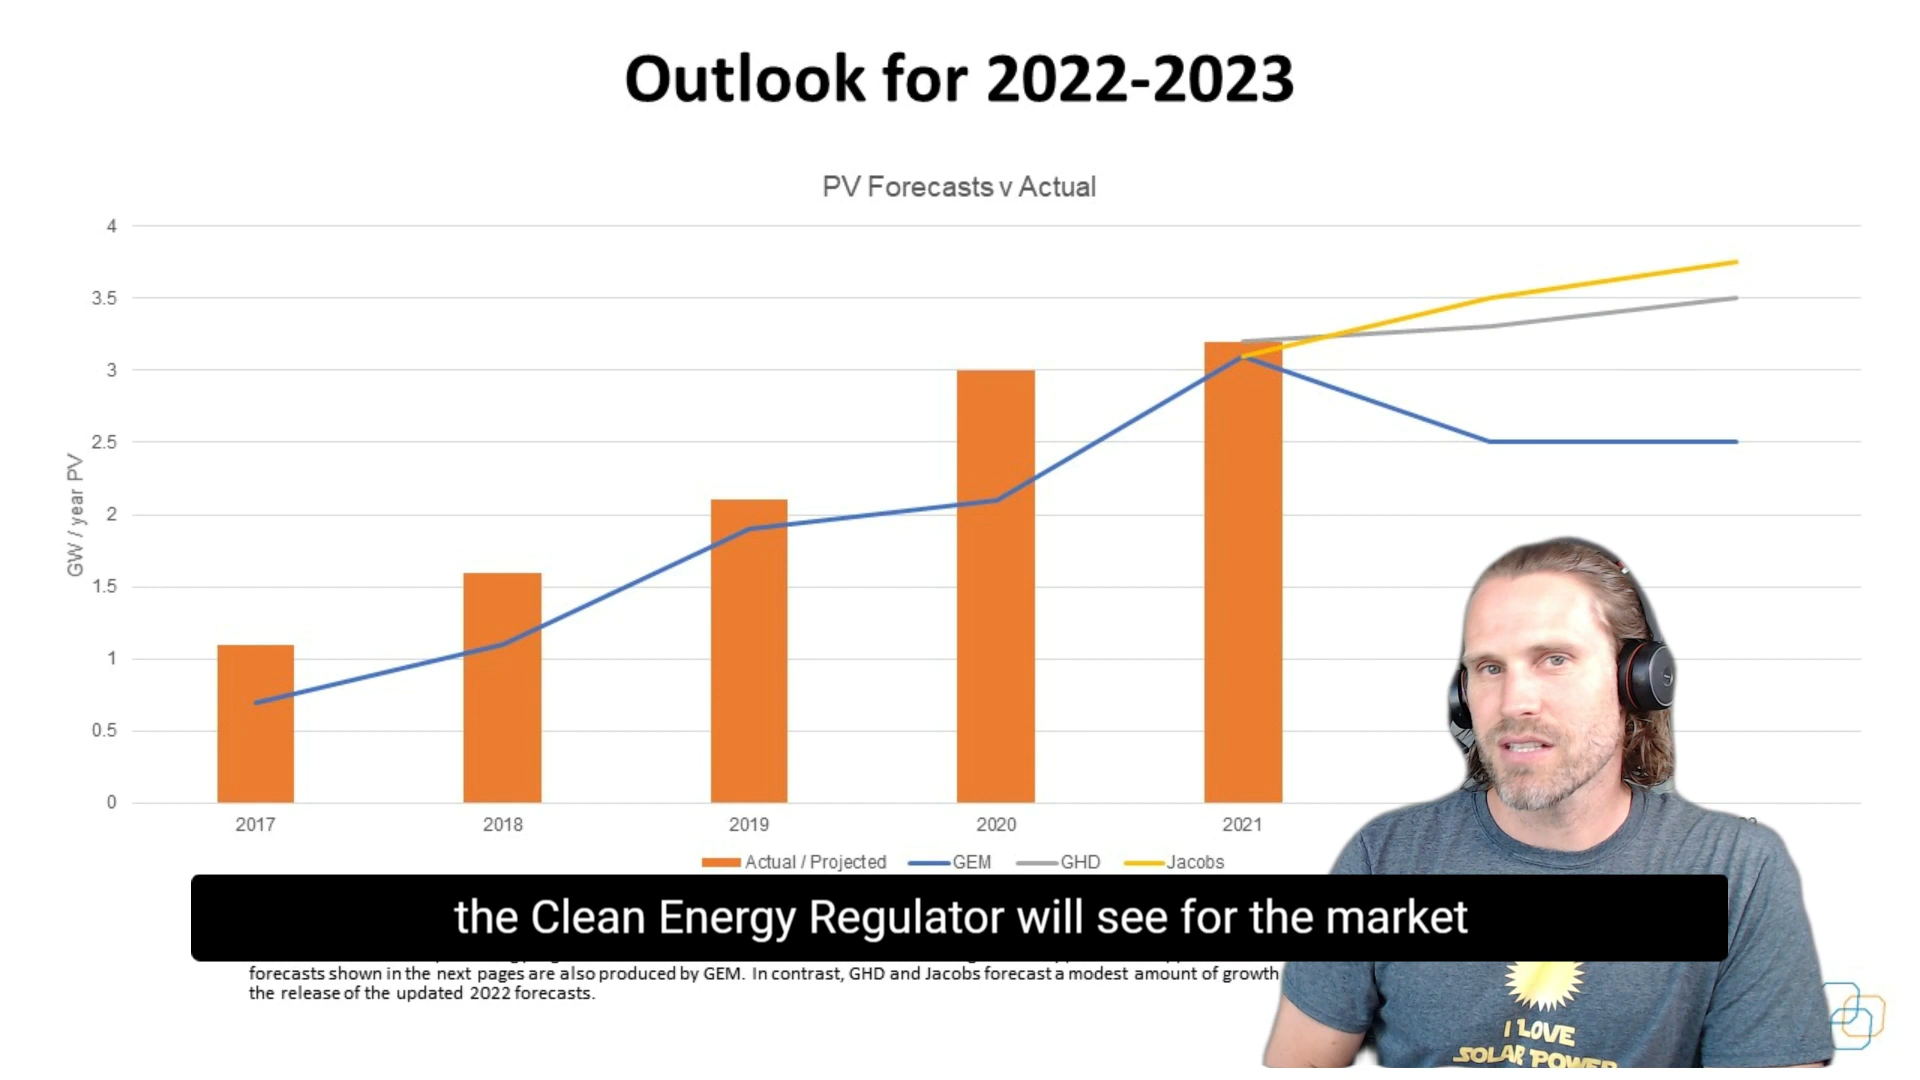 Outlook for 2022-2023
PV Forecasts v Actual
GW / year PV
4
3.5
3
2.5
2
1.5
1
0.5
0
2017 2018 2019 2020 2021
Actual / Projected GEM GHD Jacobs
the Clean Energy Regulator will see for the market
forecasts shown in the next pages are also produced by GEM. In contrast, GHD and Jacobs forecast a modest amount of growth
the release of the updated 2022 forecasts.
I LOVE
SOLAR POWER